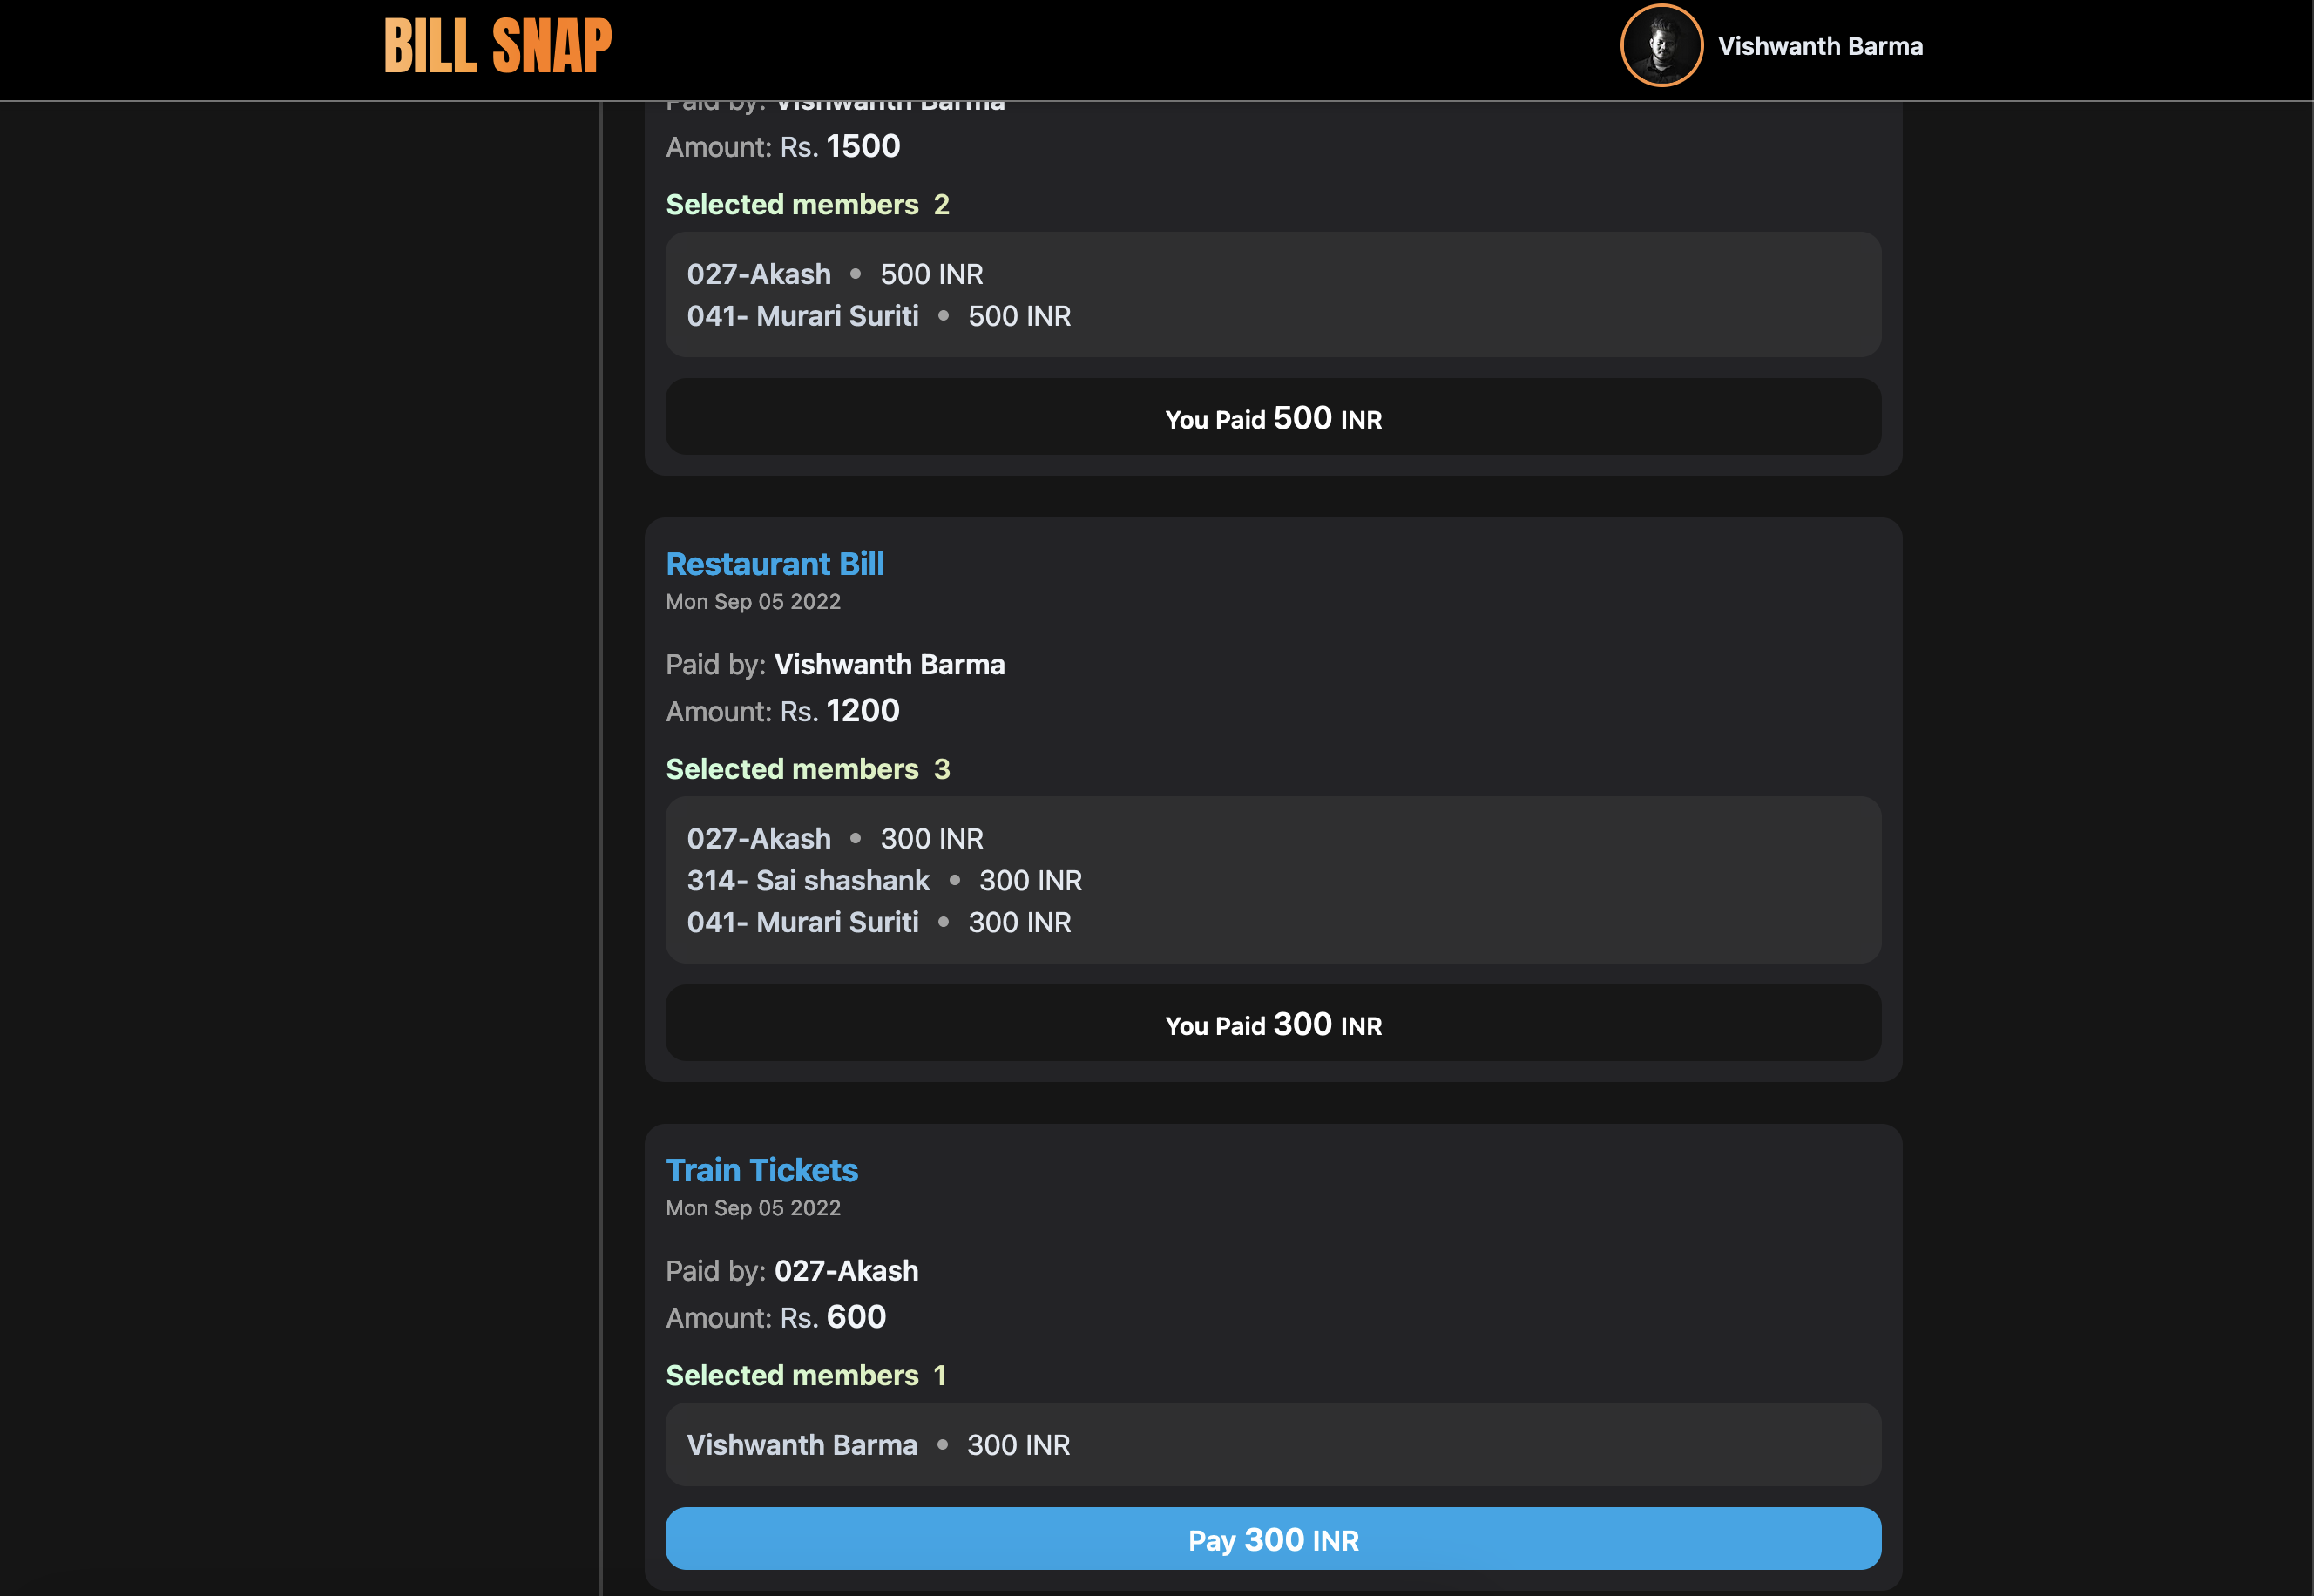 BILL SNAP
Vishwanth Barma
Paid by: Vishwanth Barma
Amount: Rs. 1500
Selected members 2
027-Akash • 500 INR
041- Murari Suriti • 500 INR
You Paid 500 INR
Restaurant Bill
Mon Sep 05 2022
Paid by: Vishwanth Barma
Amount: Rs. 1200
Selected members 3
027-Akash • 300 INR
314- Sai shashank • 300 INR
041- Murari Suriti • 300 INR
You Paid 300 INR
Train Tickets
Mon Sep 05 2022
Paid by: 027-Akash
Amount: Rs. 600
Selected members 1
Vishwanth Barma • 300 INR
Pay 300 INR